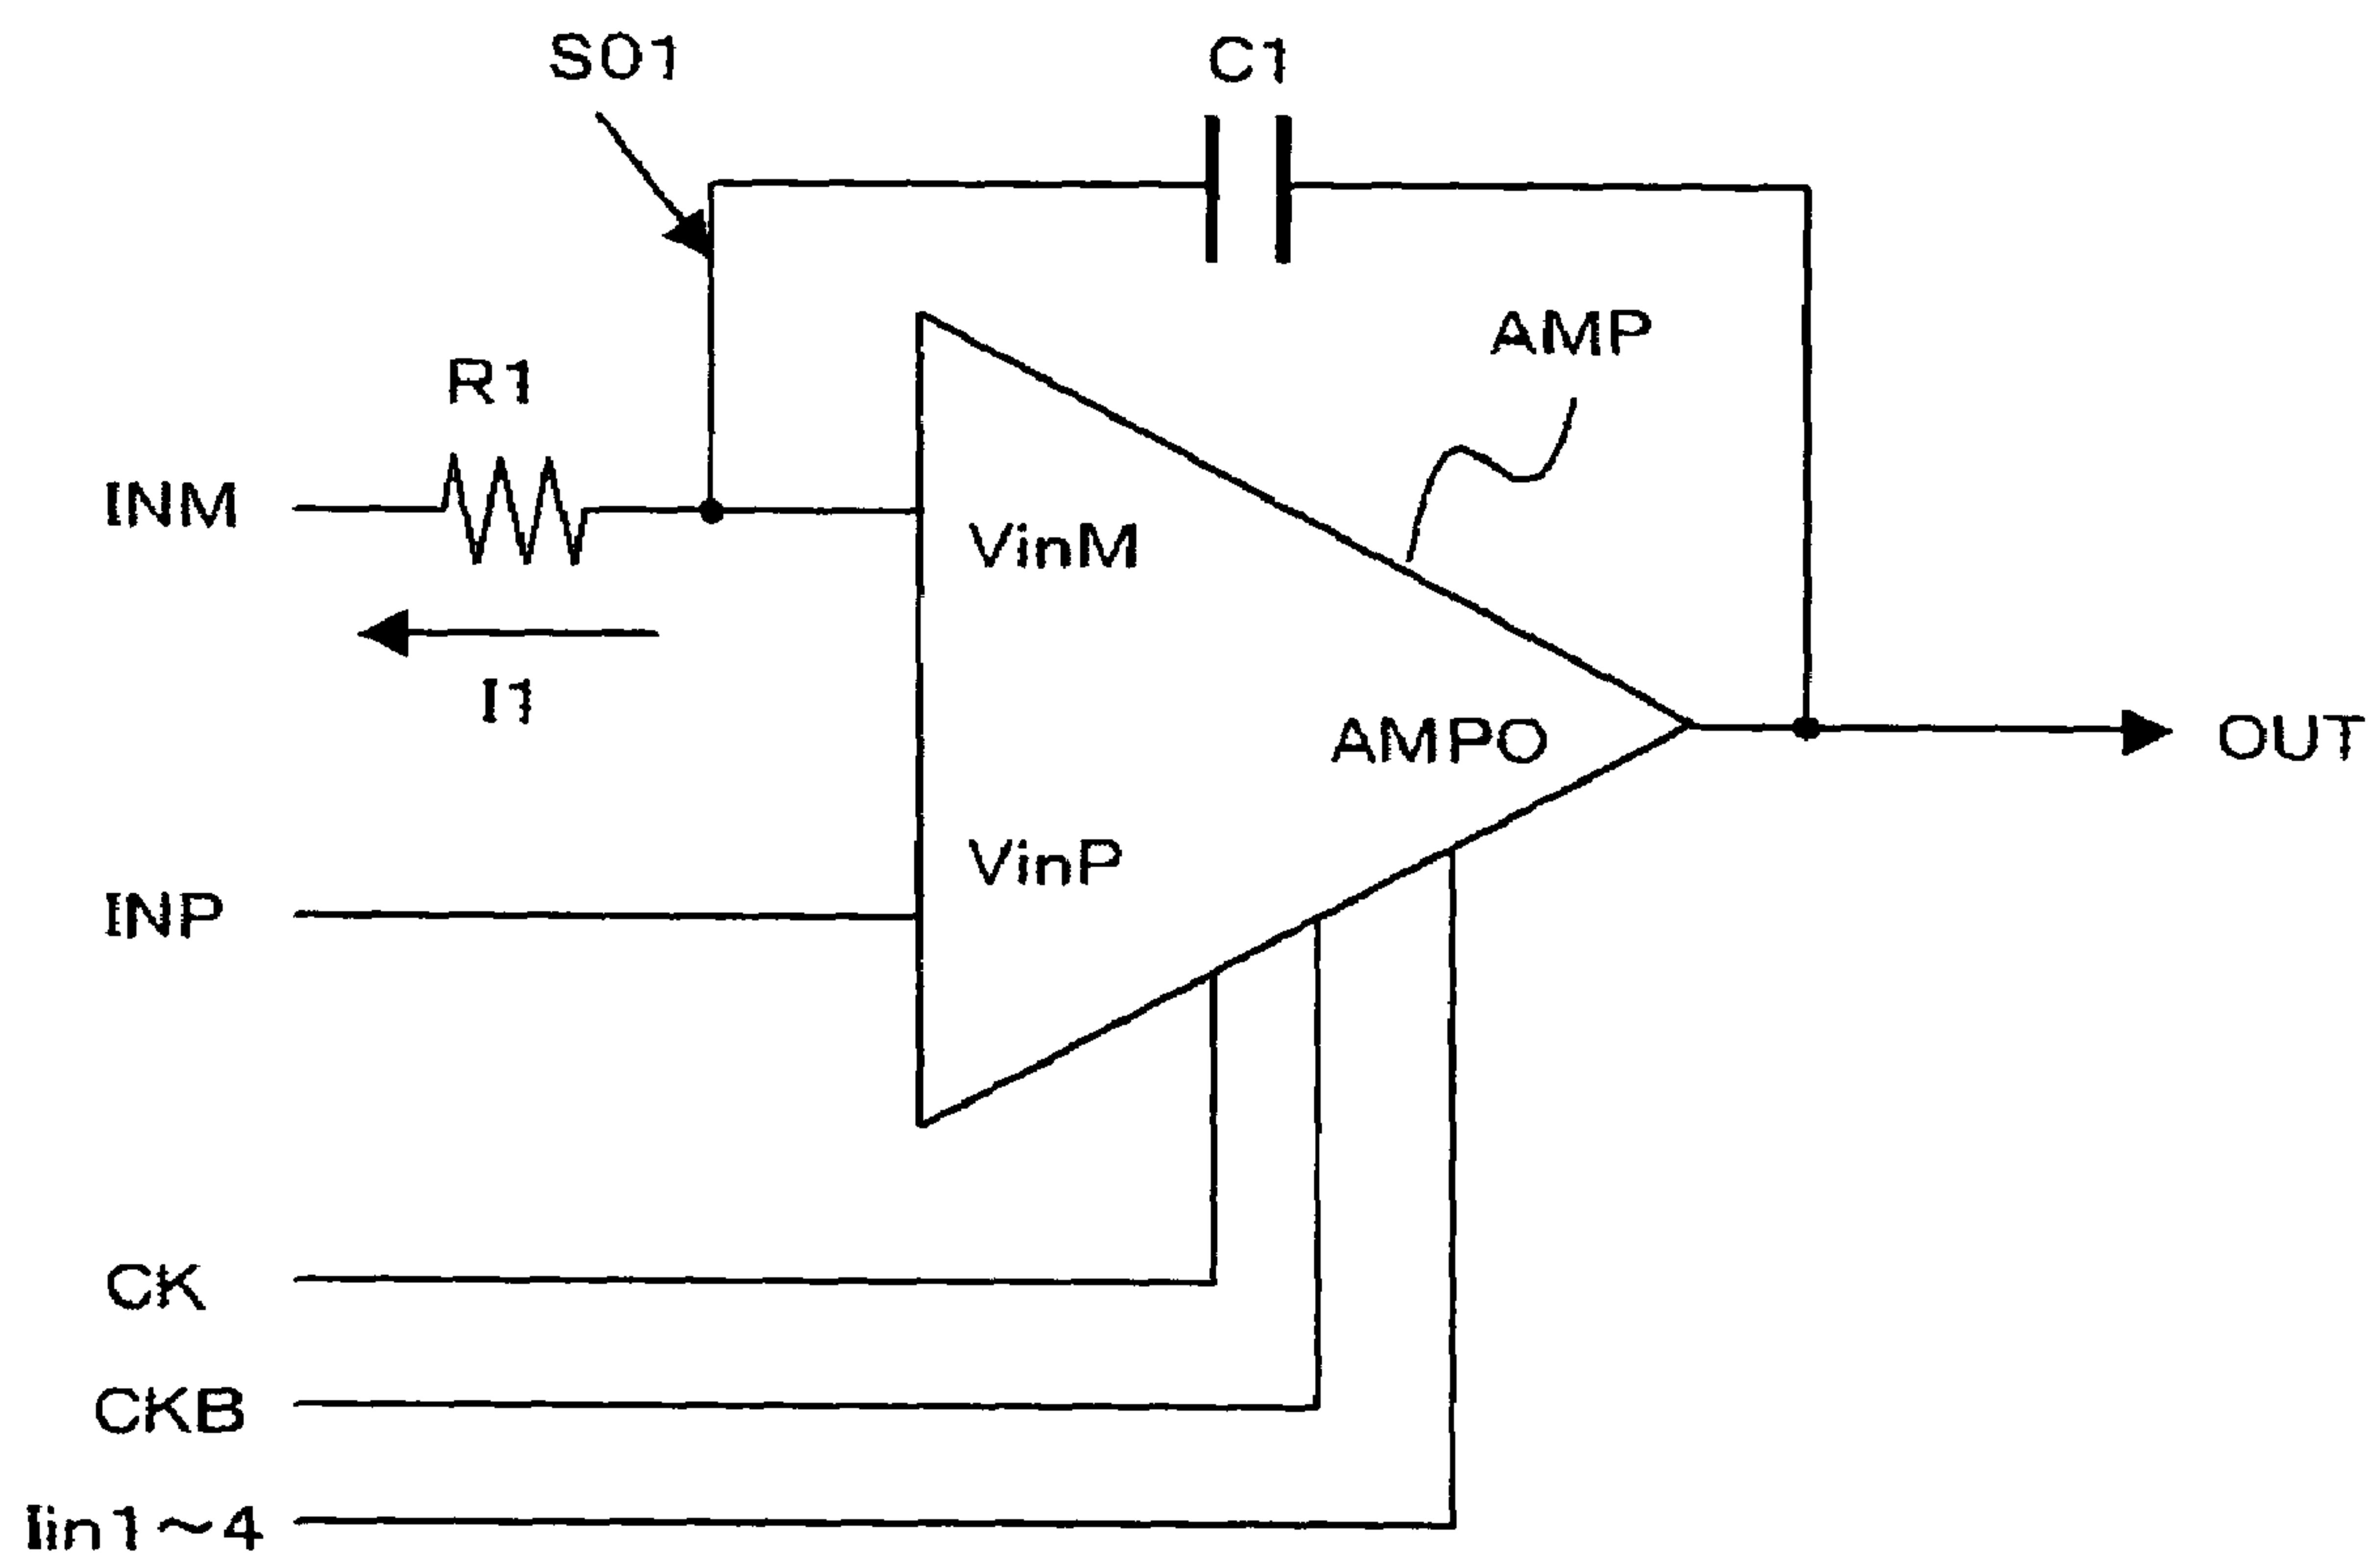 S01
C1
AMP
R1
INM
VinM
I1
AMPO
OUT
VinP
INP
CK
CKB
Iin1~4